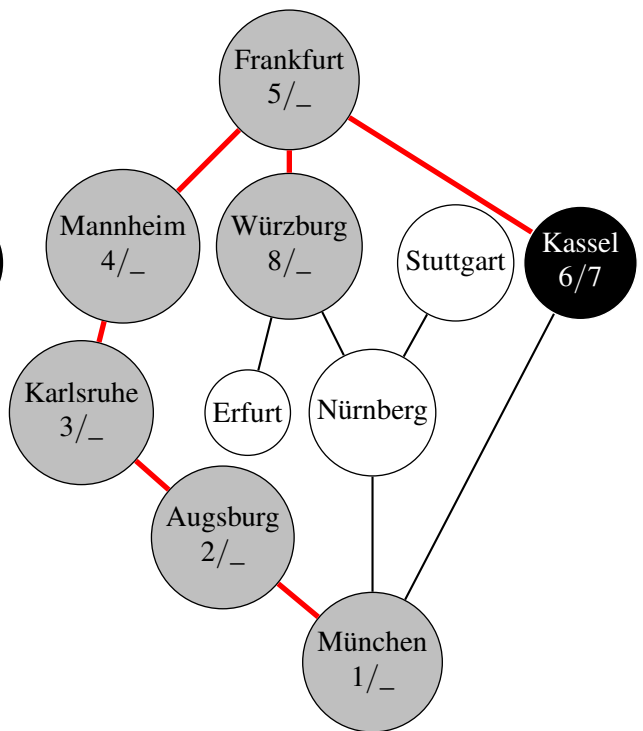 Frankfurt
5/_
Mannheim
4/_
Würzburg
8/_
Stuttgart
Kassel
6/7
Karlsruhe
3/_
Erfurt
Nürnberg
Augsburg
2/_
München
1/_